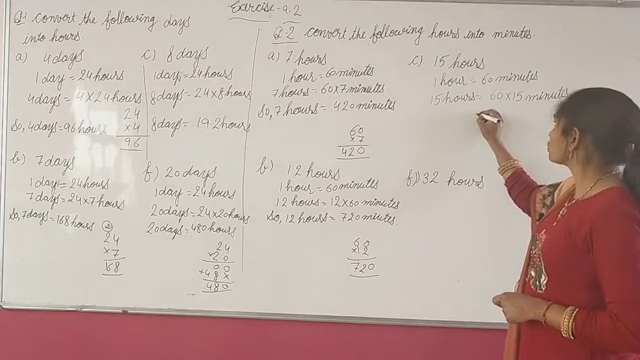 Exercise-9.2
Q1 convert the following days
into hours
a) 4 days
1 day = 24 hours
4 days = 4 × 24 hours
So, 4 days = 96 hours
24
×4
96
b) 7 days
1 day = 24 hours
7 days = 24 × 7 hours
So, 7 days = 168 hours
②
24
×7
168
c) 8 days
1 day = 24 hours
8 days = 24 × 8 hours
8 days = 192 hours
f) 20 days
1 day = 24 hours
20 days = 24 × 20 hours
20 days = 480 hours
24
20
00
+48×
480
Q-2 convert the following hours into minutes.
a) 7 hours
1 hour = 60 minutes
7 hours = 60×7 minutes
So, 7 hours = 420 minutes
60
×7
420
b) 12 hours
1 hour = 60 minutes
12 hours = 12×60 minutes
So, 12 hours = 720 minutes
60
×12
720
c) 15 hours
1 hour = 60 minutes
15 hours = 60×15 minutes
f) 32 hours